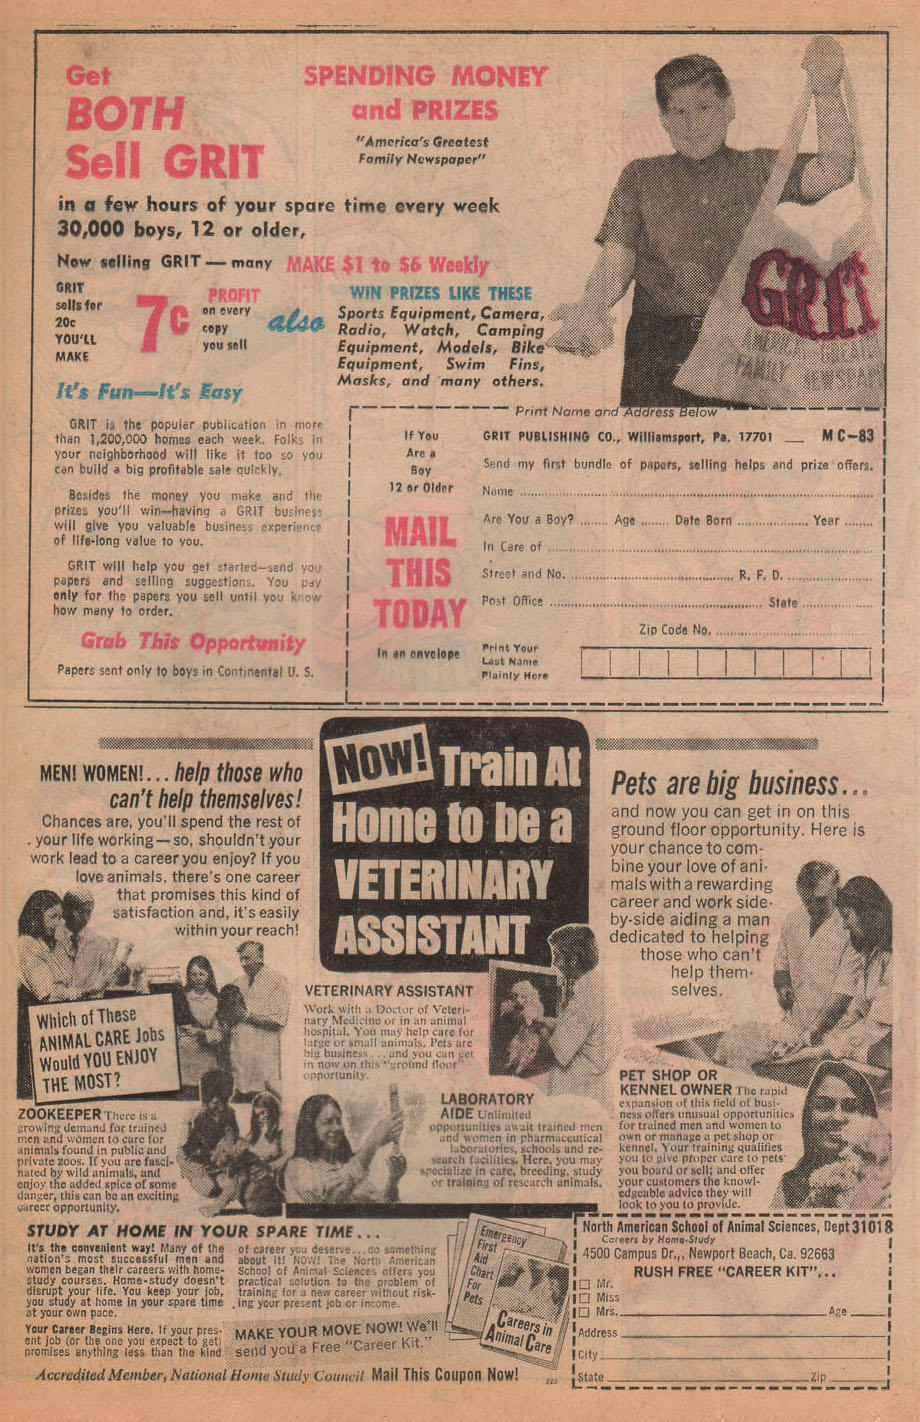 Get
BOTH
Sell GRIT
SPENDING MONEY
and PRIZES
"America's Greatest
Family Newspaper"
in a few hours of your spare time every week
30,000 boys, 12 or older,
Now selling GRIT — many MAKE $1 to $6 Weekly
GRIT
sells for
20c
YOU'LL
MAKE
7c
PROFIT
on every
copy
you sell
also
WIN PRIZES LIKE THESE
Sports Equipment, Camera,
Radio, Watch, Camping
Equipment, Models, Bike
Equipment, Swim Fins,
Masks, and many others.
GRIT
AMERICA'S GREATEST
FAMILY NEWSPAP
It's Fun—It's Easy
GRIT is the popular publication in more
than 1,200,000 homes each week. Folks in
your neighborhood will like it too so you
can build a big profitable sale quickly.
Besides the money you make and the
prizes you'll win—having a GRIT business
will give you valuable business experience
of life-long value to you.
GRIT will help you get started—send you
papers and selling suggestions. You pay
only for the papers you sell until you know
how many to order.
Grab This Opportunity
Papers sent only to boys in Continental U. S.
If You
Are a
Boy
12 or Older
MAIL
THIS
TODAY
In an envelope
Print Name and Address Below
GRIT PUBLISHING CO., Williamsport, Pa. 17701 __ MC-83
Send my first bundle of papers, selling helps and prize offers.
Name
Are You a Boy? ........ Age ........ Date Born .................. Year .......
In Care of
Street and No. .......... R. F. D. ..........
Post Office .......... State ..........
Zip Code No. ..........
Print Your
Last Name
Plainly Here
MEN! WOMEN!... help those who
can't help themselves!
Chances are, you'll spend the rest of
your life working—so, shouldn't your
work lead to a career you enjoy? If you
love animals, there's one career
that promises this kind of
satisfaction and, it's easily
within your reach!
NOW! Train At
Home to be a
VETERINARY
ASSISTANT
Pets are big business...
and now you can get in on this
ground floor opportunity. Here is
your chance to com-
bine your love of ani-
mals with a rewarding
career and work side-
by-side aiding a man
dedicated to helping
those who can't
help them-
selves.
Which of These
ANIMAL CARE Jobs
Would YOU ENJOY
THE MOST?
VETERINARY ASSISTANT
Work with a Doctor of Veteri-
nary Medicine or in an animal
hospital. You may help care for
large or small animals. Pets are
big business . . . and you can get
in now on this "ground floor"
opportunity.
LABORATORY
AIDE Unlimited
opportunities await trained men
and women in pharmaceutical
laboratories, schools and re-
search facilities. Here, you may
specialize in care, breeding, study
or training of research animals.
PET SHOP OR
KENNEL OWNER The rapid
expansion of this field of busi-
ness offers unusual opportunities
for trained men and women to
own or manage a pet shop or
kennel. Your training qualifies
you to give proper care to pets
you board or sell; and offer
your customers the knowl-
edgeable advice they will
look to you to provide.
ZOOKEEPER There is a
growing demand for trained
men and women to care for
animals found in public and
private zoos. If you are fasci-
nated by wild animals, and
enjoy the added spice of some
danger, this can be an exciting
career opportunity.
STUDY AT HOME IN YOUR SPARE TIME...
It's the convenient way! Many of the
nation's most successful men and
women began their careers with home-
study courses. Home-study doesn't
disrupt your life. You keep your job,
you study at home in your spare time
at your own pace.
Your Career Begins Here. If your pres-
ent job (or the one you expect to get)
promises anything less than the kind
of career you deserve...do something
about it! NOW! The North American
School of Animal Sciences offers you
practical solution to the problem of
training for a new career without risk-
ing your present job or income.
MAKE YOUR MOVE NOW! We'll
send you a Free "Career Kit."
Emergency
First
Aid
Chart
For
Pets
Careers in
Animal Care
Accredited Member, National Home Study Council Mail This Coupon Now!
North American School of Animal Sciences, Dept 31018
Careers by Home-Study
4500 Campus Dr.,, Newport Beach, Ca. 92663
RUSH FREE "CAREER KIT"...
Mr.
Miss
Mrs. Age
Address
City
State Zip